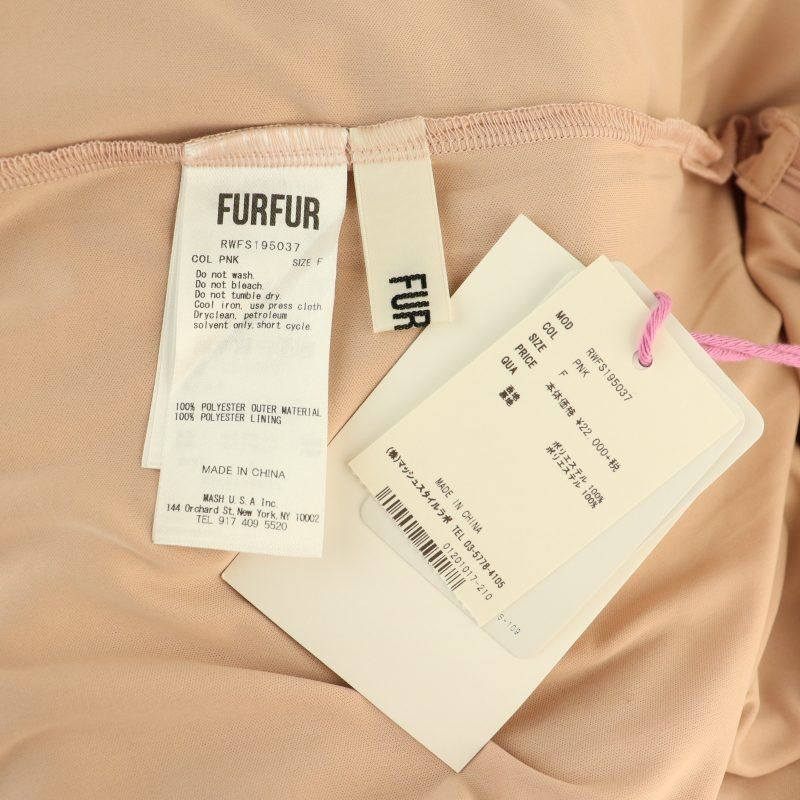 FURFUR
RWFS195037
COL PNK SIZE F
Do not wash.
Do not bleach.
Do not tumble dry.
Cool iron, use press cloth.
Dryclean, petroleum
solvent only, short cycle.
100% POLYESTER OUTER MATERIAL
100% POLYESTER LINING
MADE IN CHINA
MASH U.S.A Inc.
144 Orchard St, New York, NY 10002
TEL 917 409 5520
FUR
MOD RWFS195037
COL PNK
SIZE F
PRICE 本体価格 ¥22,000+税
QUA 表地 ポリエステル 100%
裏地 ポリエステル 100%
MADE IN CHINA
(株)マッシュスタイルラボ TEL 03-5778-4105
01201017-210
S-109